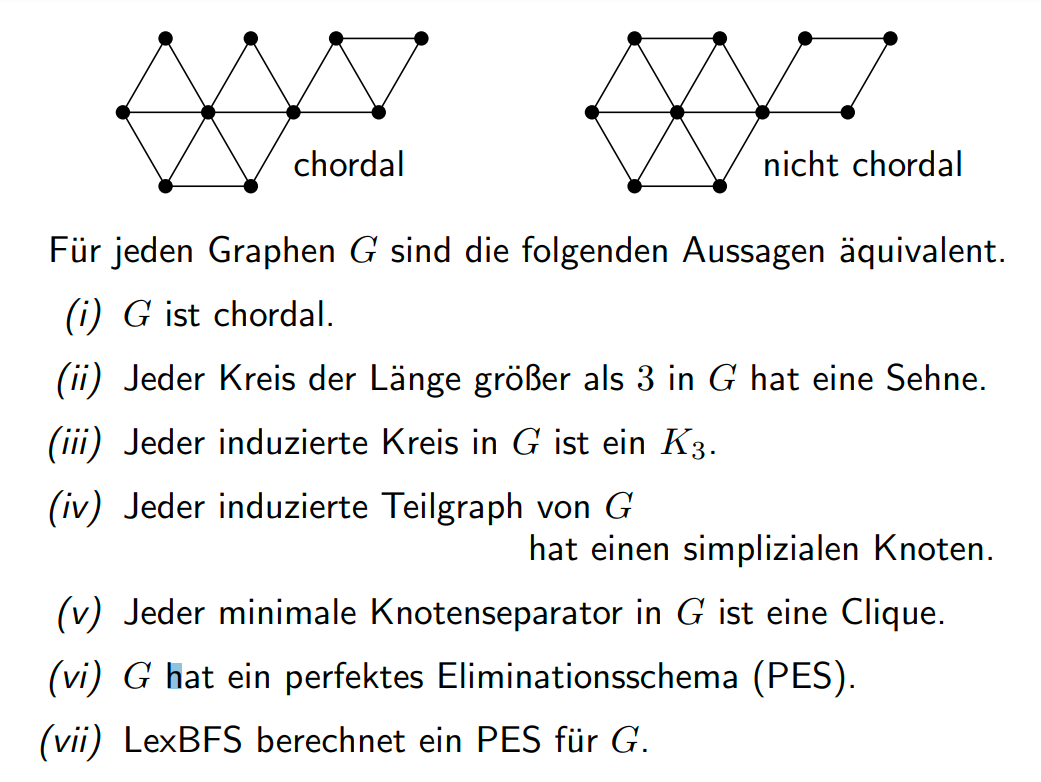 chordal
nicht chordal
Für jeden Graphen G sind die folgenden Aussagen äquivalent.
(i) G ist chordal.
(ii) Jeder Kreis der Länge größer als 3 in G hat eine Sehne.
(iii) Jeder induzierte Kreis in G ist ein K₃.
(iv) Jeder induzierte Teilgraph von G
hat einen simplizialen Knoten.
(v) Jeder minimale Knotenseparator in G ist eine Clique.
(vi) G hat ein perfektes Eliminationsschema (PES).
(vii) LexBFS berechnet ein PES für G.